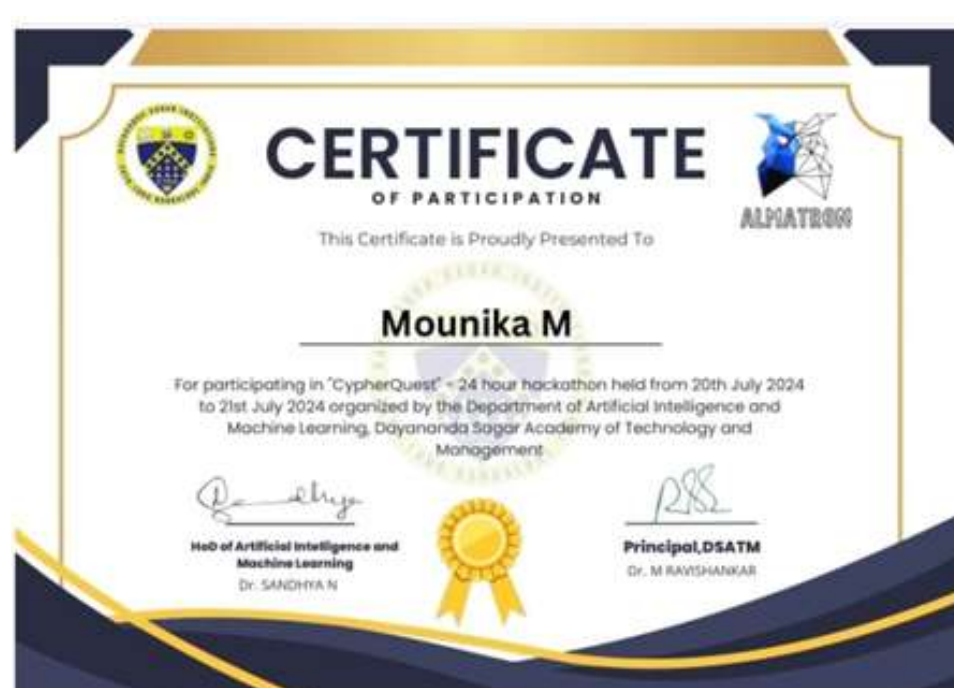 CERTIFICATE
OF PARTICIPATION
ALMATRON
This Certificate is Proudly Presented To
Mounika M
For participating in "CypherQuest" - 24 hour hackathon held from 20th July 2024
to 21st July 2024 organized by the Department of Artificial Intelligence and
Machine Learning, Dayananda Sagar Academy of Technology and
Management
HoD of Artificial Intelligence and
Machine Learning
Dr. SANDHYA N
Principal,DSATM
Dr. M RAVISHANKAR